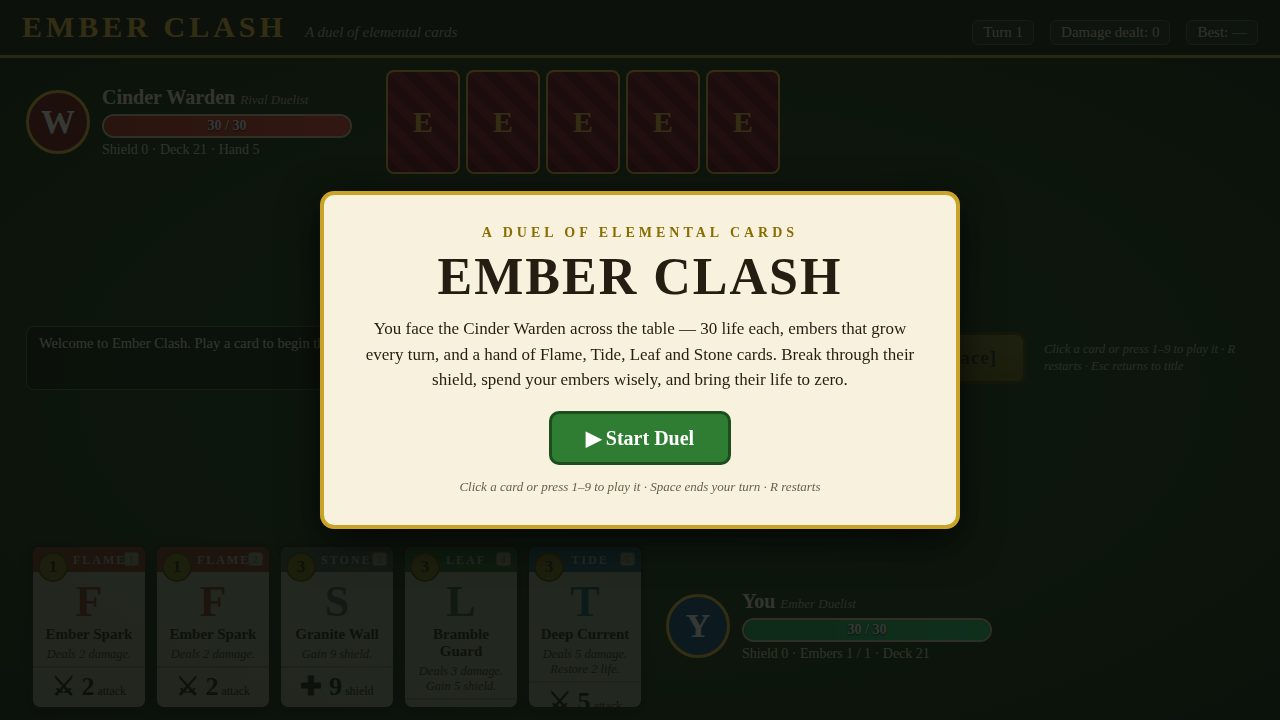 EMBER CLASH A duel of elemental cards Turn 1 Damage dealt: 0 Best: —
W Cinder Warden Rival Duelist
30 / 30
Shield 0 · Deck 21 · Hand 5
E E E E E
A DUEL OF ELEMENTAL CARDS
EMBER CLASH
You face the Cinder Warden across the table — 30 life each, embers that grow
every turn, and a hand of Flame, Tide, Leaf and Stone cards. Break through their
shield, spend your embers wisely, and bring their life to zero.
▶ Start Duel
Click a card or press 1–9 to play it · Space ends your turn · R restarts
Welcome to Ember Clash. Play a card to begin
ace]
Click a card or press 1–9 to play it · R
restarts · Esc returns to title
1 FLAME 1
F
Ember Spark
Deals 2 damage.
⚔ 2 attack
1 FLAME 2
F
Ember Spark
Deals 2 damage.
⚔ 2 attack
3 STONE
S
Granite Wall
Gain 9 shield.
✚ 9 shield
3 LEAF
L
Bramble
Guard
Deals 3 damage.
Gain 5 shield.
3 TIDE
T
Deep Current
Deals 5 damage.
Restore 2 life.
⚔ 5 attack
Y You Ember Duelist
30 / 30
Shield 0 · Embers 1 / 1 · Deck 21